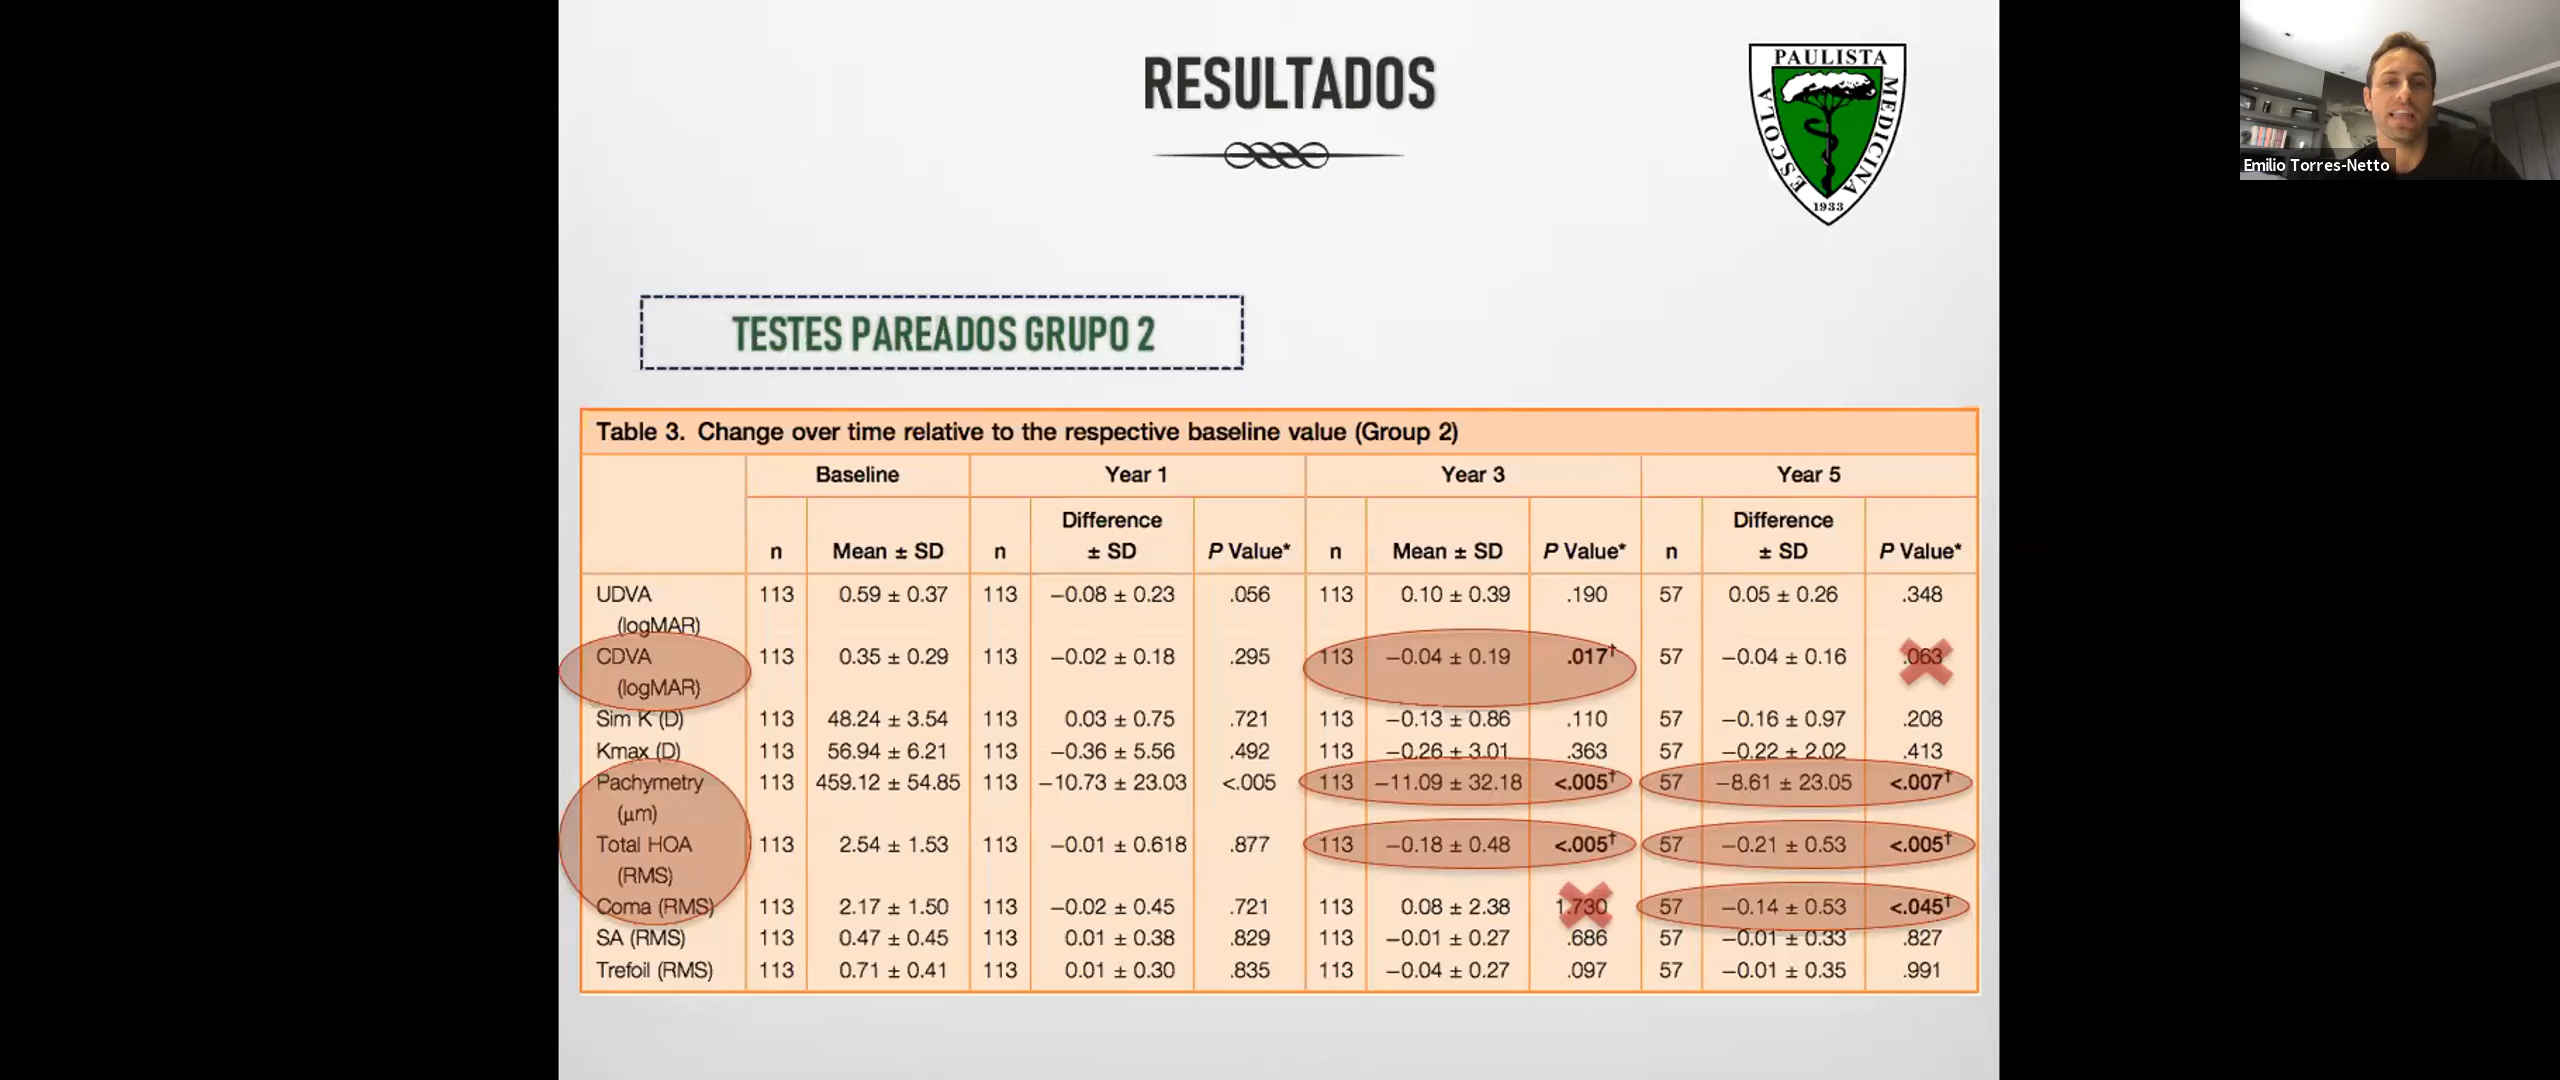 RESULTADOS
ESCOLA PAULISTA MEDICINA
1933
Emilio Torres-Netto
TESTES PAREADOS GRUPO 2
Table 3. Change over time relative to the respective baseline value (Group 2)
Baseline Year 1 Year 3 Year 5
Difference Difference
n Mean ± SD n ± SD P Value* n Mean ± SD P Value* n ± SD P Value*
UDVA 113 0.59 ± 0.37 113 −0.08 ± 0.23 .056 113 0.10 ± 0.39 .190 57 0.05 ± 0.26 .348
(logMAR)
CDVA 113 0.35 ± 0.29 113 −0.02 ± 0.18 .295 113 −0.04 ± 0.19 .017† 57 −0.04 ± 0.16 .063
(logMAR)
Sim K (D) 113 48.24 ± 3.54 113 0.03 ± 0.75 .721 113 −0.13 ± 0.86 .110 57 −0.16 ± 0.97 .208
Kmax (D) 113 56.94 ± 6.21 113 −0.36 ± 5.56 .492 113 −0.26 ± 3.01 .363 57 −0.22 ± 2.02 .413
Pachymetry 113 459.12 ± 54.85 113 −10.73 ± 23.03 <.005 113 −11.09 ± 32.18 <.005† 57 −8.61 ± 23.05 <.007†
(μm)
Total HOA 113 2.54 ± 1.53 113 −0.01 ± 0.618 .877 113 −0.18 ± 0.48 <.005† 57 −0.21 ± 0.53 <.005†
(RMS)
Coma (RMS) 113 2.17 ± 1.50 113 −0.02 ± 0.45 .721 113 0.08 ± 2.38 1.730 57 −0.14 ± 0.53 <.045†
SA (RMS) 113 0.47 ± 0.45 113 0.01 ± 0.38 .829 113 −0.01 ± 0.27 .686 57 −0.01 ± 0.33 .827
Trefoil (RMS) 113 0.71 ± 0.41 113 0.01 ± 0.30 .835 113 −0.04 ± 0.27 .097 57 −0.01 ± 0.35 .991